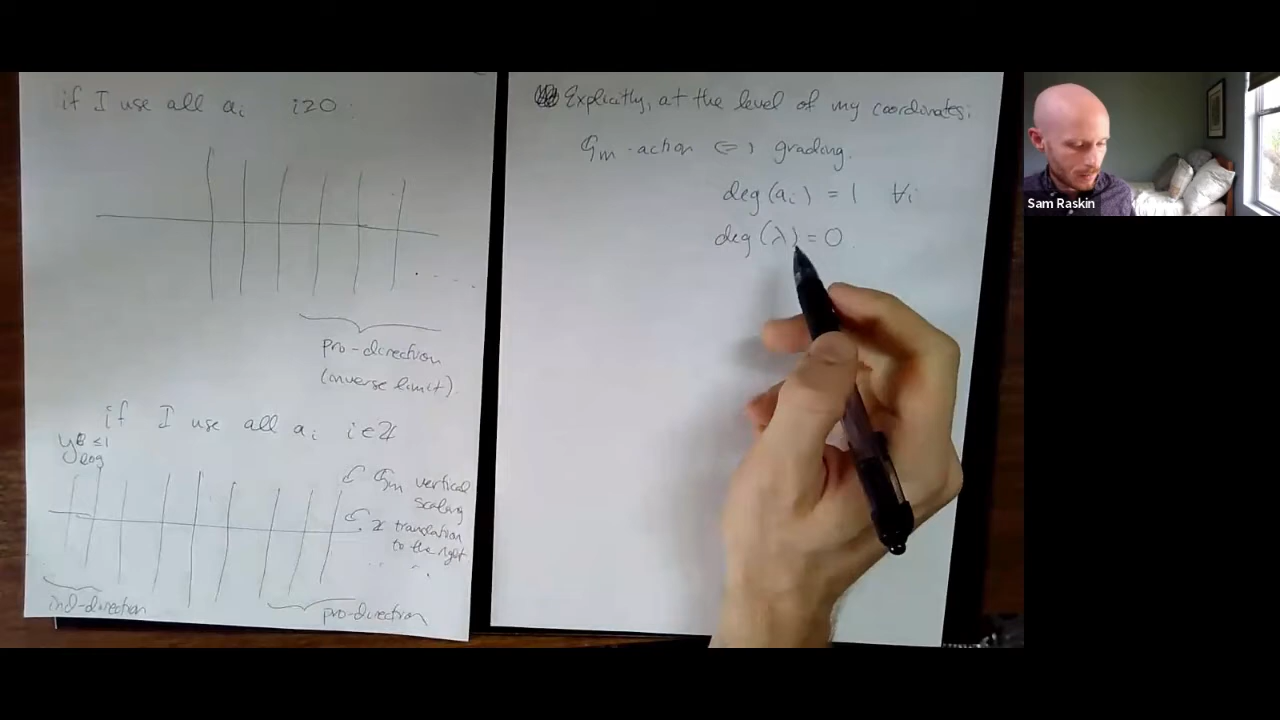 if I use all aᵢ i≥0.
pro-direction
(inverse limit).
if I use all aᵢ i∈ℤ
≤1
log
𝔾m vertical
scaling
ℤ translation
to the right
ind-direction
pro-direction
Explicitly, at the level of my coordinates:
𝔾m-action ⇔ grading.
deg(aᵢ) = 1 ∀i
deg(λ) = 0.
Sam Raskin